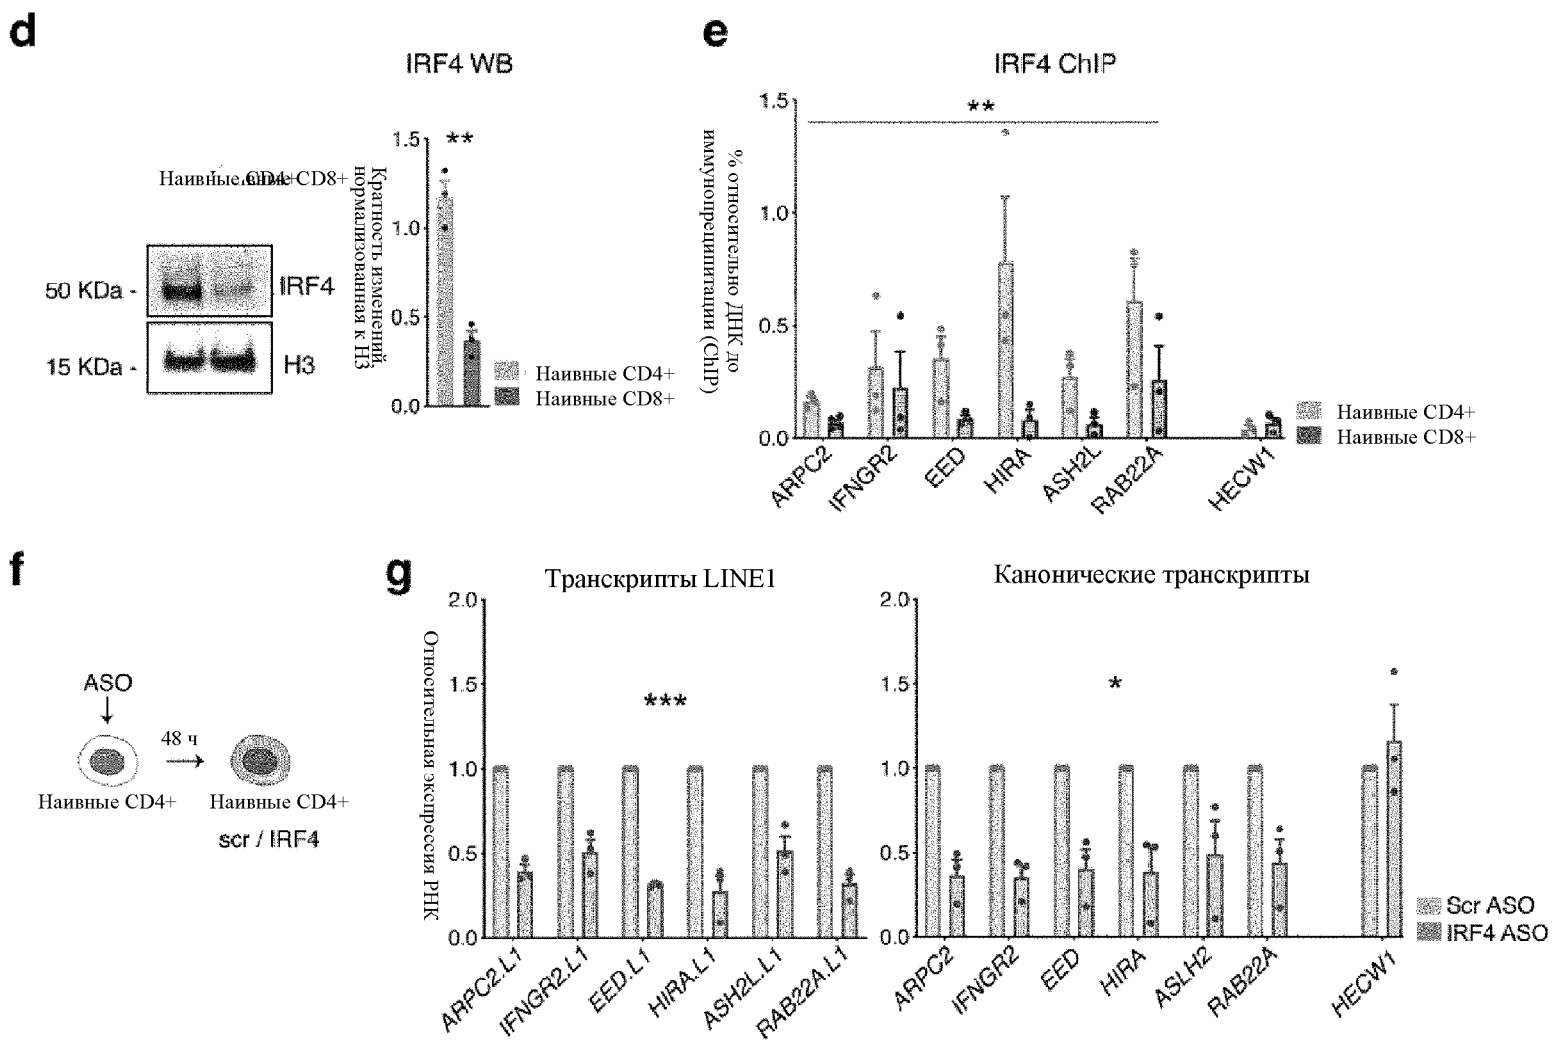 d
IRF4 WB
Наивные CD4+
CD8+
50 KDa -
IRF4
15 KDa -
H3
Кратность изменений,
нормализованная к H3
1.5
1.0
0.5
0.0
**
Наивные CD4+
Наивные CD8+
e
IRF4 ChIP
% относительно ДНК до
иммунопреципитации (ChIP)
1.5
1.0
0.5
0.0
**
ARPC2
IFNGR2
EED
HIRA
ASH2L
RAB22A
HECW1
Наивные CD4+
Наивные CD8+
f
ASO
48 ч
Наивные CD4+
Наивные CD4+
scr / IRF4
g
Транскрипты LINE1
Относительная экспрессия РНК
2.0
1.5
1.0
0.5
0.0
***
ARPC2.L1
IFNGR2.L1
EED.L1
HIRA.L1
ASH2L.L1
RAB22A.L1
Канонические транскрипты
2.0
1.5
1.0
0.5
0.0
*
ARPC2
IFNGR2
EED
HIRA
ASLH2
RAB22A
HECW1
Scr ASO
IRF4 ASO